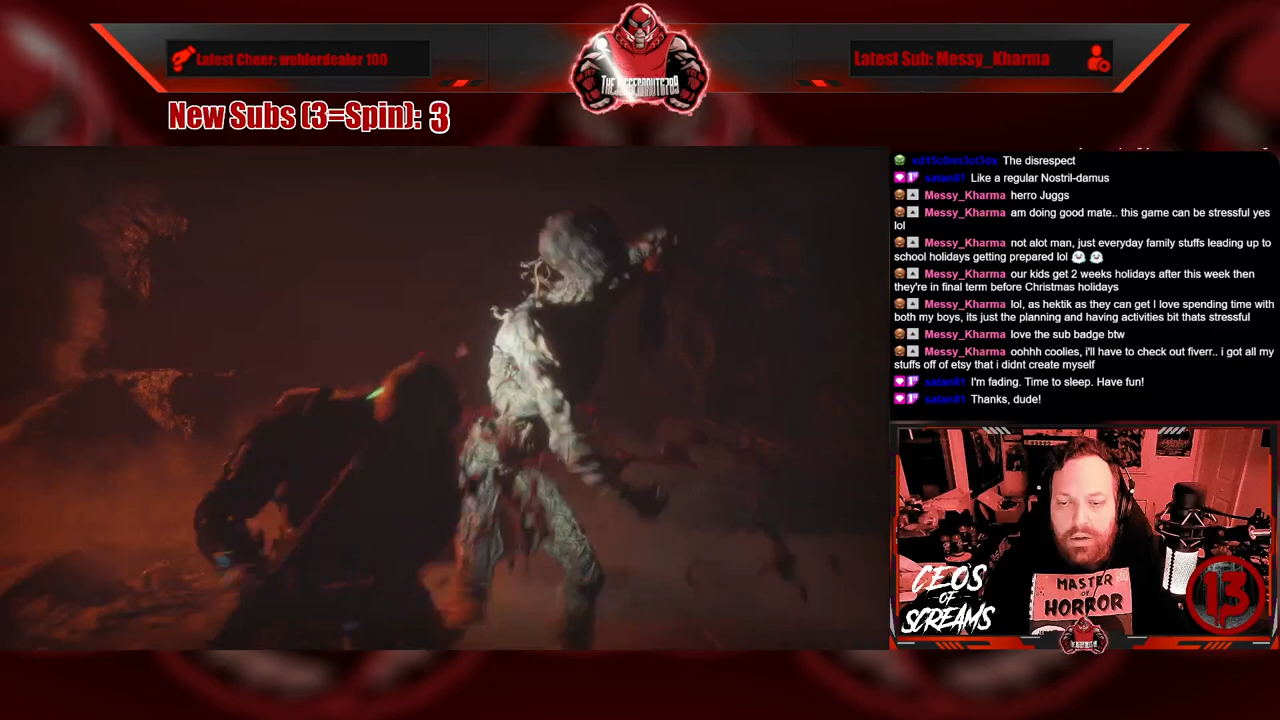 Latest Cheer: wehlerdealer 100
THEJUGGERNAUT6789
Latest Sub: Messy_Kharma
New Subs (3=Spin): 3
The disrespect
satan81 Like a regular Nostril-damus
Messy_Kharma herro Juggs
Messy_Kharma am doing good mate.. this game can be stressful yes
lol
Messy_Kharma not alot man, just everyday family stuffs leading up to
school holidays getting prepared lol
Messy_Kharma our kids get 2 weeks holidays after this week then
they're in final term before Christmas holidays
Messy_Kharma lol, as hektik as they can get I love spending time with
both my boys, its just the planning and having activities bit thats stressful
Messy_Kharma love the sub badge btw
Messy_Kharma oohhh coolies, i'll have to check out fiverr.. i got all my
stuffs off of etsy that i didnt create myself
satan81 I'm fading. Time to sleep. Have fun!
satan81 Thanks, dude!
CEOS
OF
SCREAMS
MASTER
OF
HORROR
13